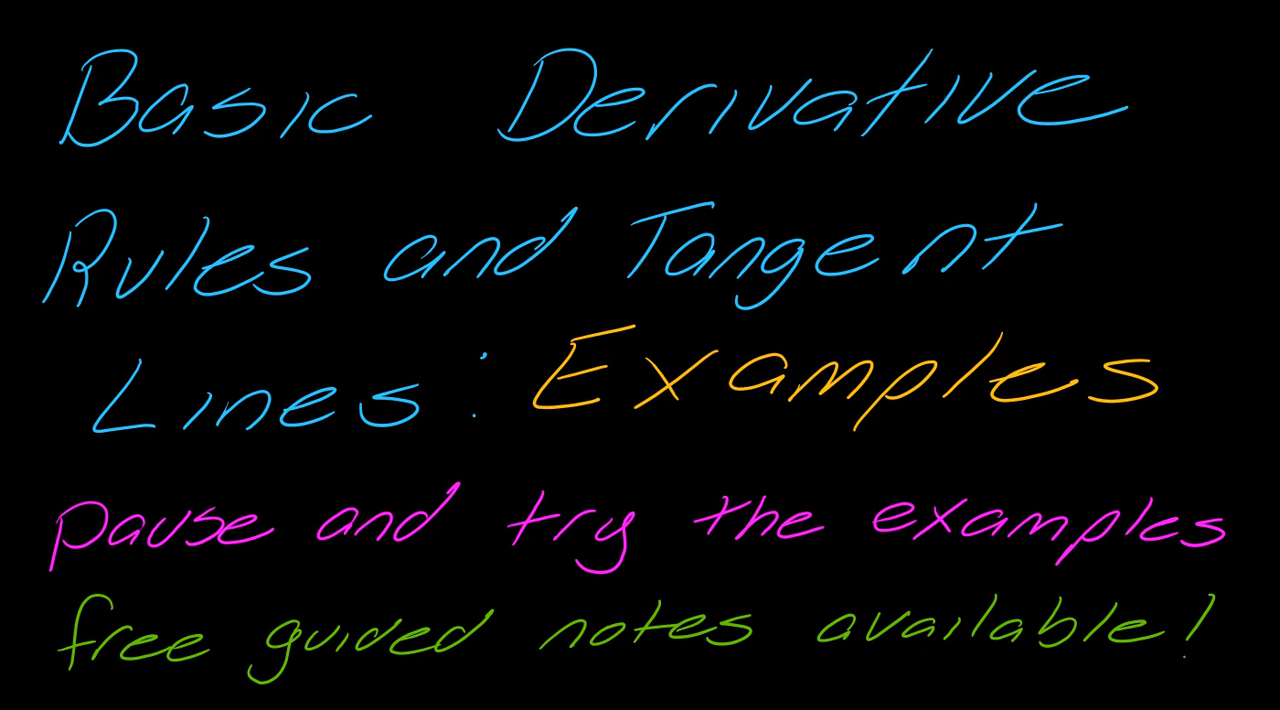 Basic Derivative
Rules and Tangent
Lines: Examples
pause and try the examples
free guided notes available!